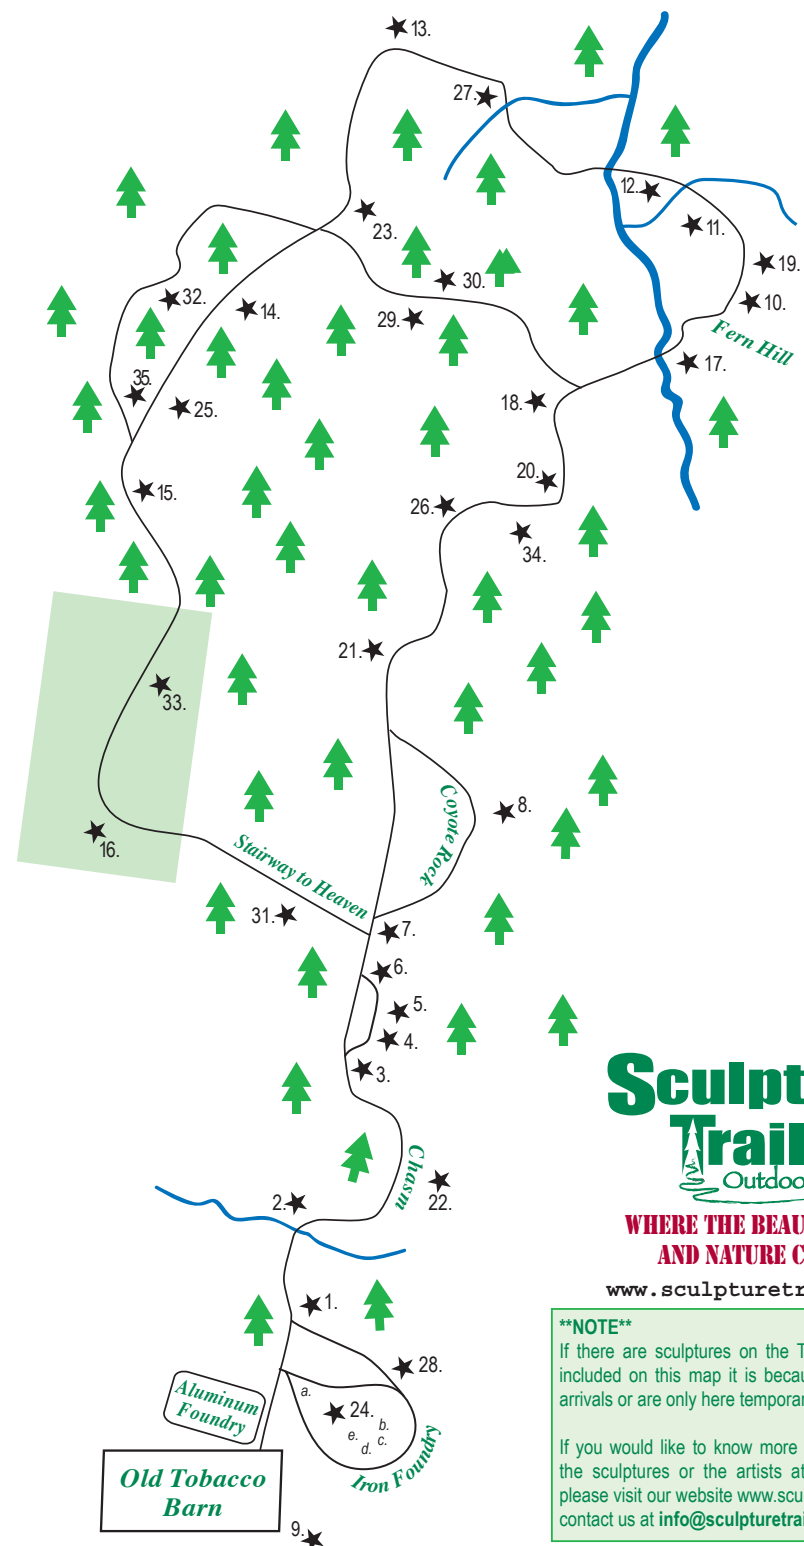 13.
27.
12.
11.
23.
19.
30.
10.
32.
14.
29.
Fern Hill
17.
35.
18.
25.
20.
15.
26.
34.
21.
33.
8.
Coyote Rock
16.
Stairway to Heaven
31.
7.
6.
5.
4.
3.
Chasm
22.
2.
1.
28.
Aluminum
Foundry
a.
24.
b.
e.
c.
d.
Iron Foundry
Old Tobacco
Barn
9.
Sculpt
Trail
Outdoo
WHERE THE BEAU
AND NATURE C
www.sculpturetr
**NOTE**
If there are sculptures on the T
included on this map it is becau
arrivals or are only here temporar
If you would like to know more
the sculptures or the artists at
please visit our website www.scu
contact us at info@sculpturetrai